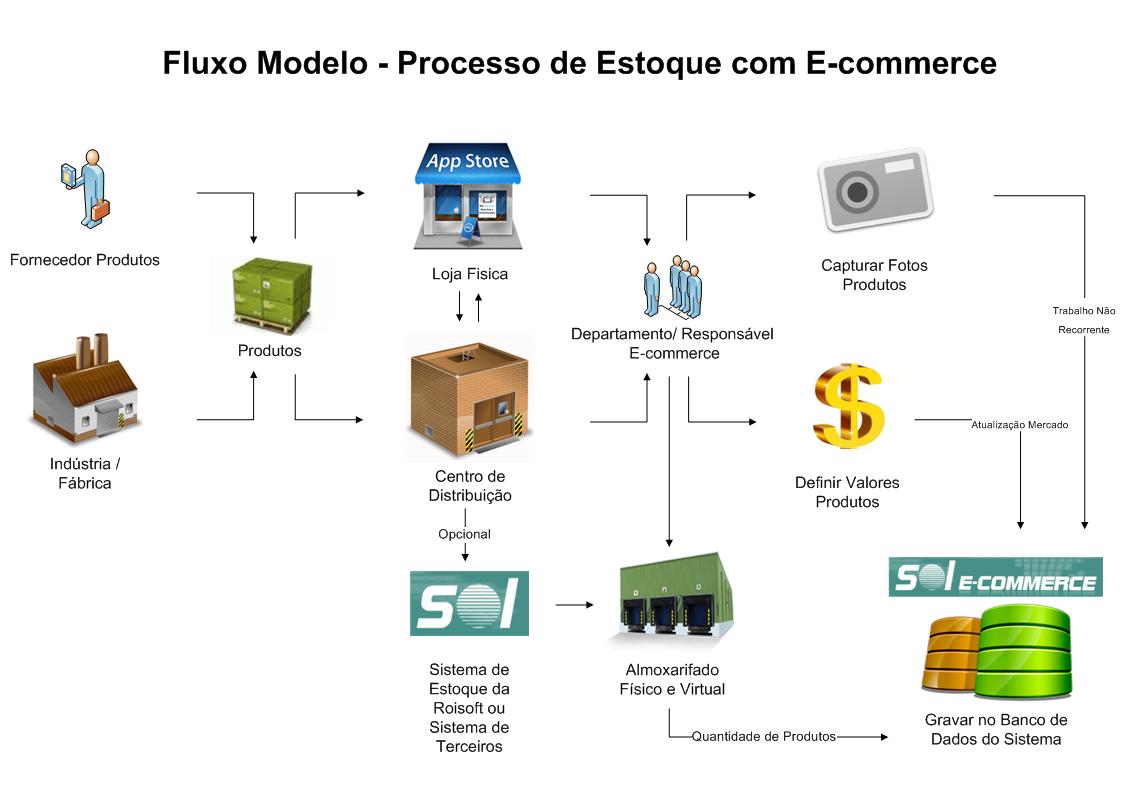 Fluxo Modelo - Processo de Estoque com E-commerce
App Store
Fornecedor Produtos
Loja Fisica
Capturar Fotos
Produtos
Produtos
Departamento/ Responsável
E-commerce
Trabalho Não
Recorrente
Indústria /
Fábrica
Centro de
Distribuição
Atualização Mercado
Definir Valores
Produtos
Opcional
Sol
Sol E-COMMERCE
Sistema de
Estoque da
Roisoft ou
Sistema de
Terceiros
Almoxarifado
Físico e Virtual
Gravar no Banco de
Dados do Sistema
Quantidade de Produtos